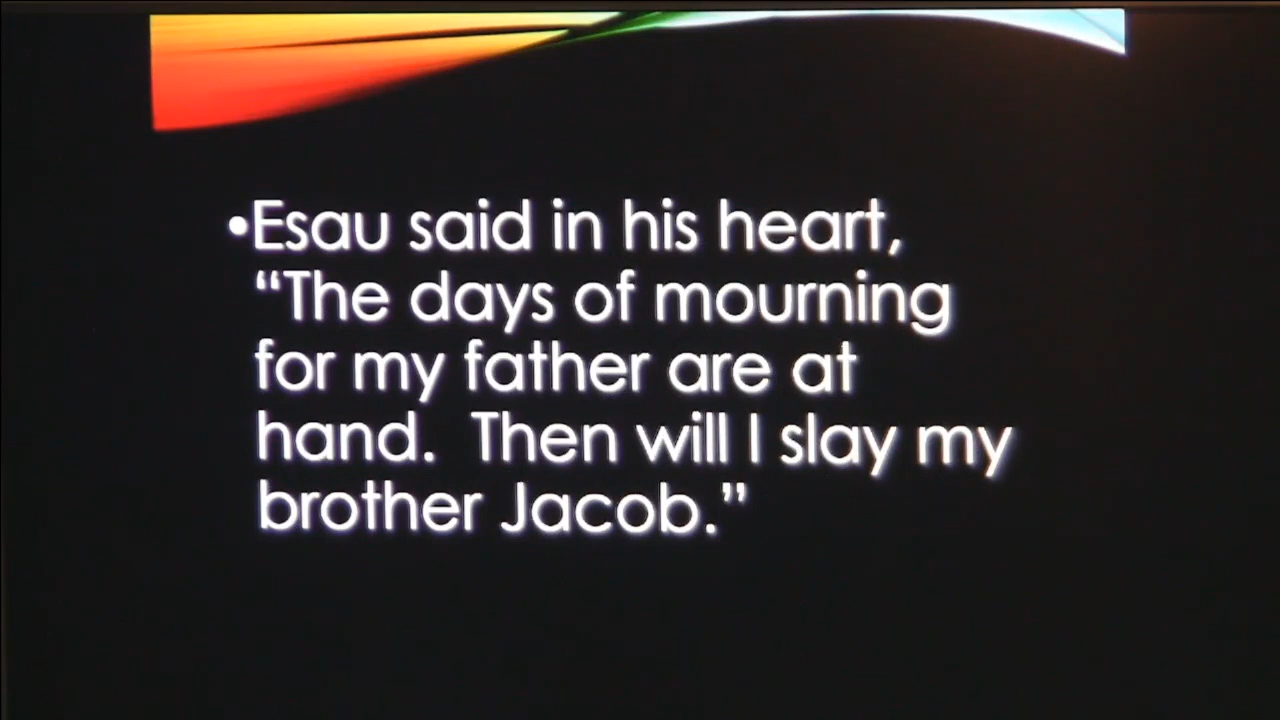 •Esau said in his heart,
“The days of mourning
for my father are at
hand.  Then will I slay my
brother Jacob.”